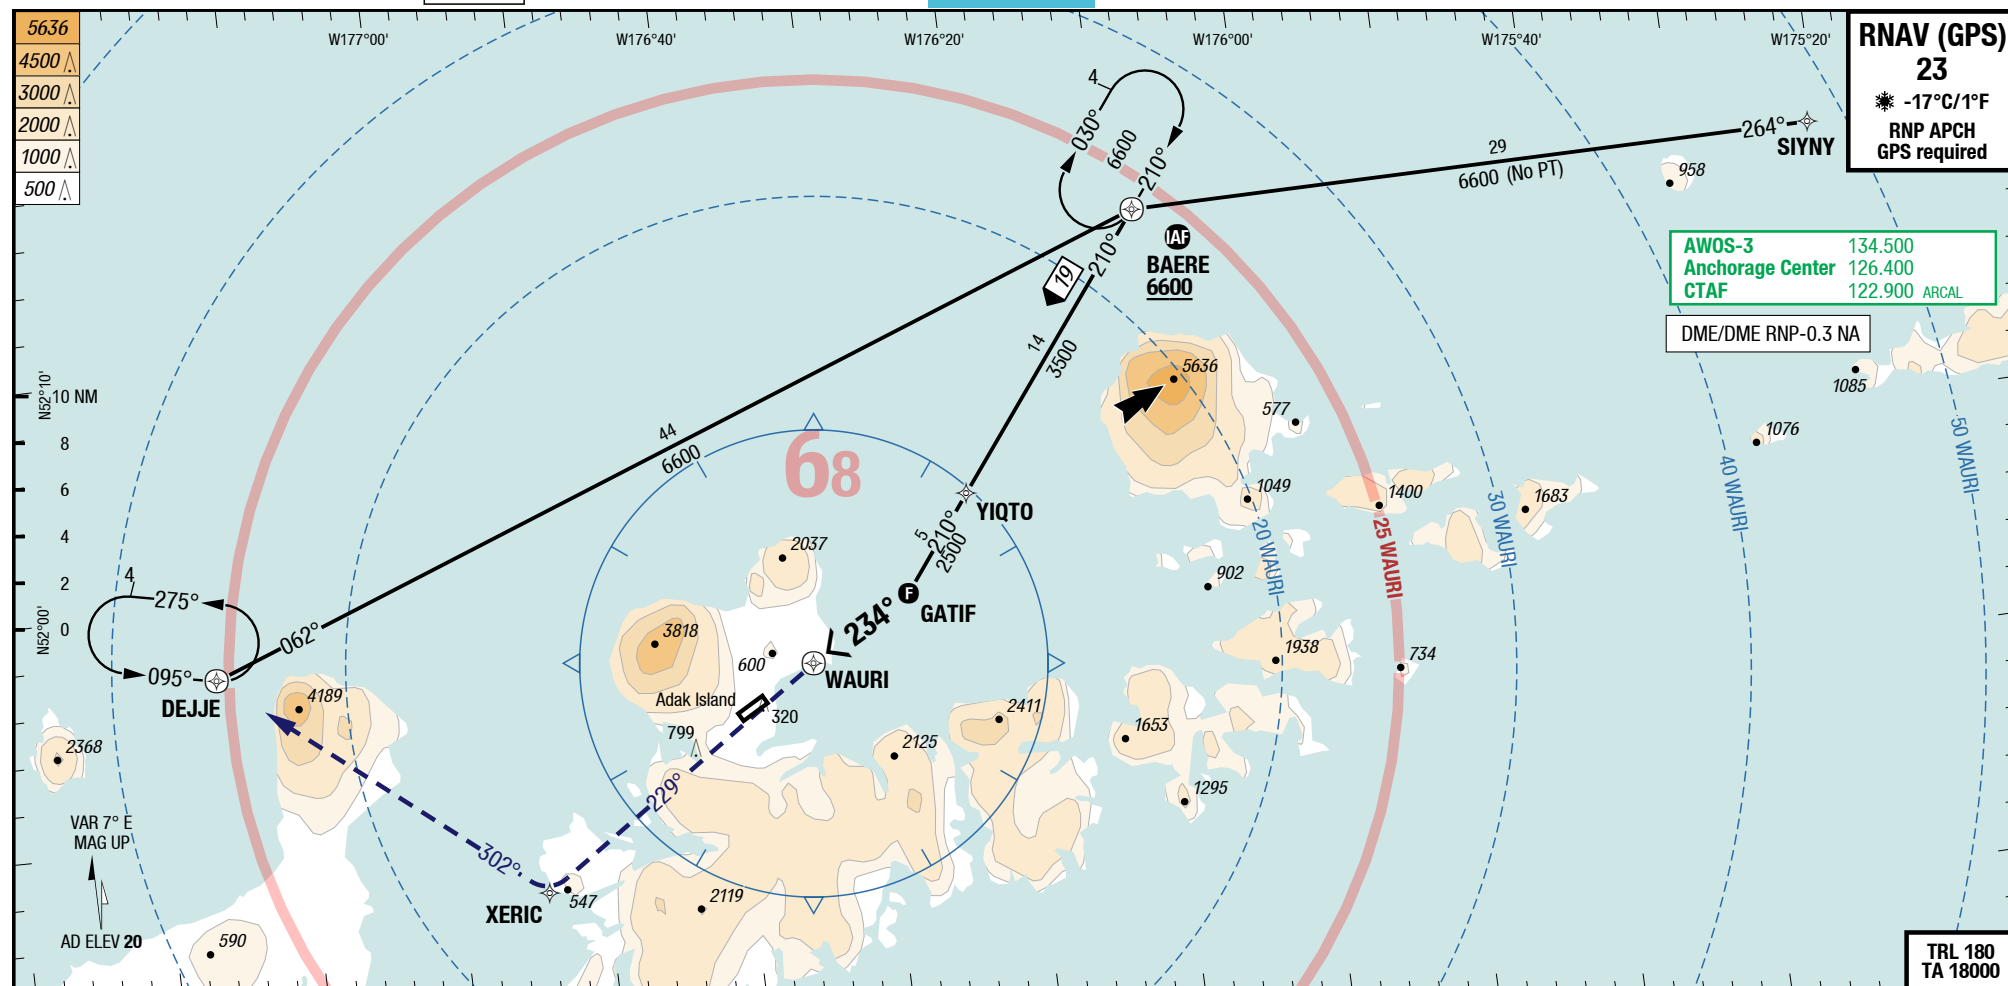 W177°00'
W176°40'
W176°20'
W176°00'
W175°40'
W175°20'
5636
4500
3000
2000
1000
500
RNAV (GPS)
23
-17°C/1°F
RNP APCH
GPS required
4
030°
6600
210°
29
6600 (No PT)
264°
SIYNY
958
IAF
BAERE
6600
210°
19
AWOS-3 134.500
Anchorage Center 126.400
CTAF 122.900 ARCAL
DME/DME RNP-0.3 NA
14
3500
5636
577
1085
1076
N52°10'
10 NM
8
6
4
2
0
N52°00'
44
6600
68
1049
1400
1683
20 WAURI
25 WAURI
30 WAURI
40 WAURI
50 WAURI
YIQTO
210°
5
2500
2037
902
GATIF
F
234°
4
275°
095°
062°
DEJJE
3818
600
WAURI
1938
734
4189
Adak Island
320
799
2411
2125
1653
2368
229°
1295
VAR 7° E
MAG UP
302°
XERIC
547
2119
AD ELEV 20
590
TRL 180
TA 18000